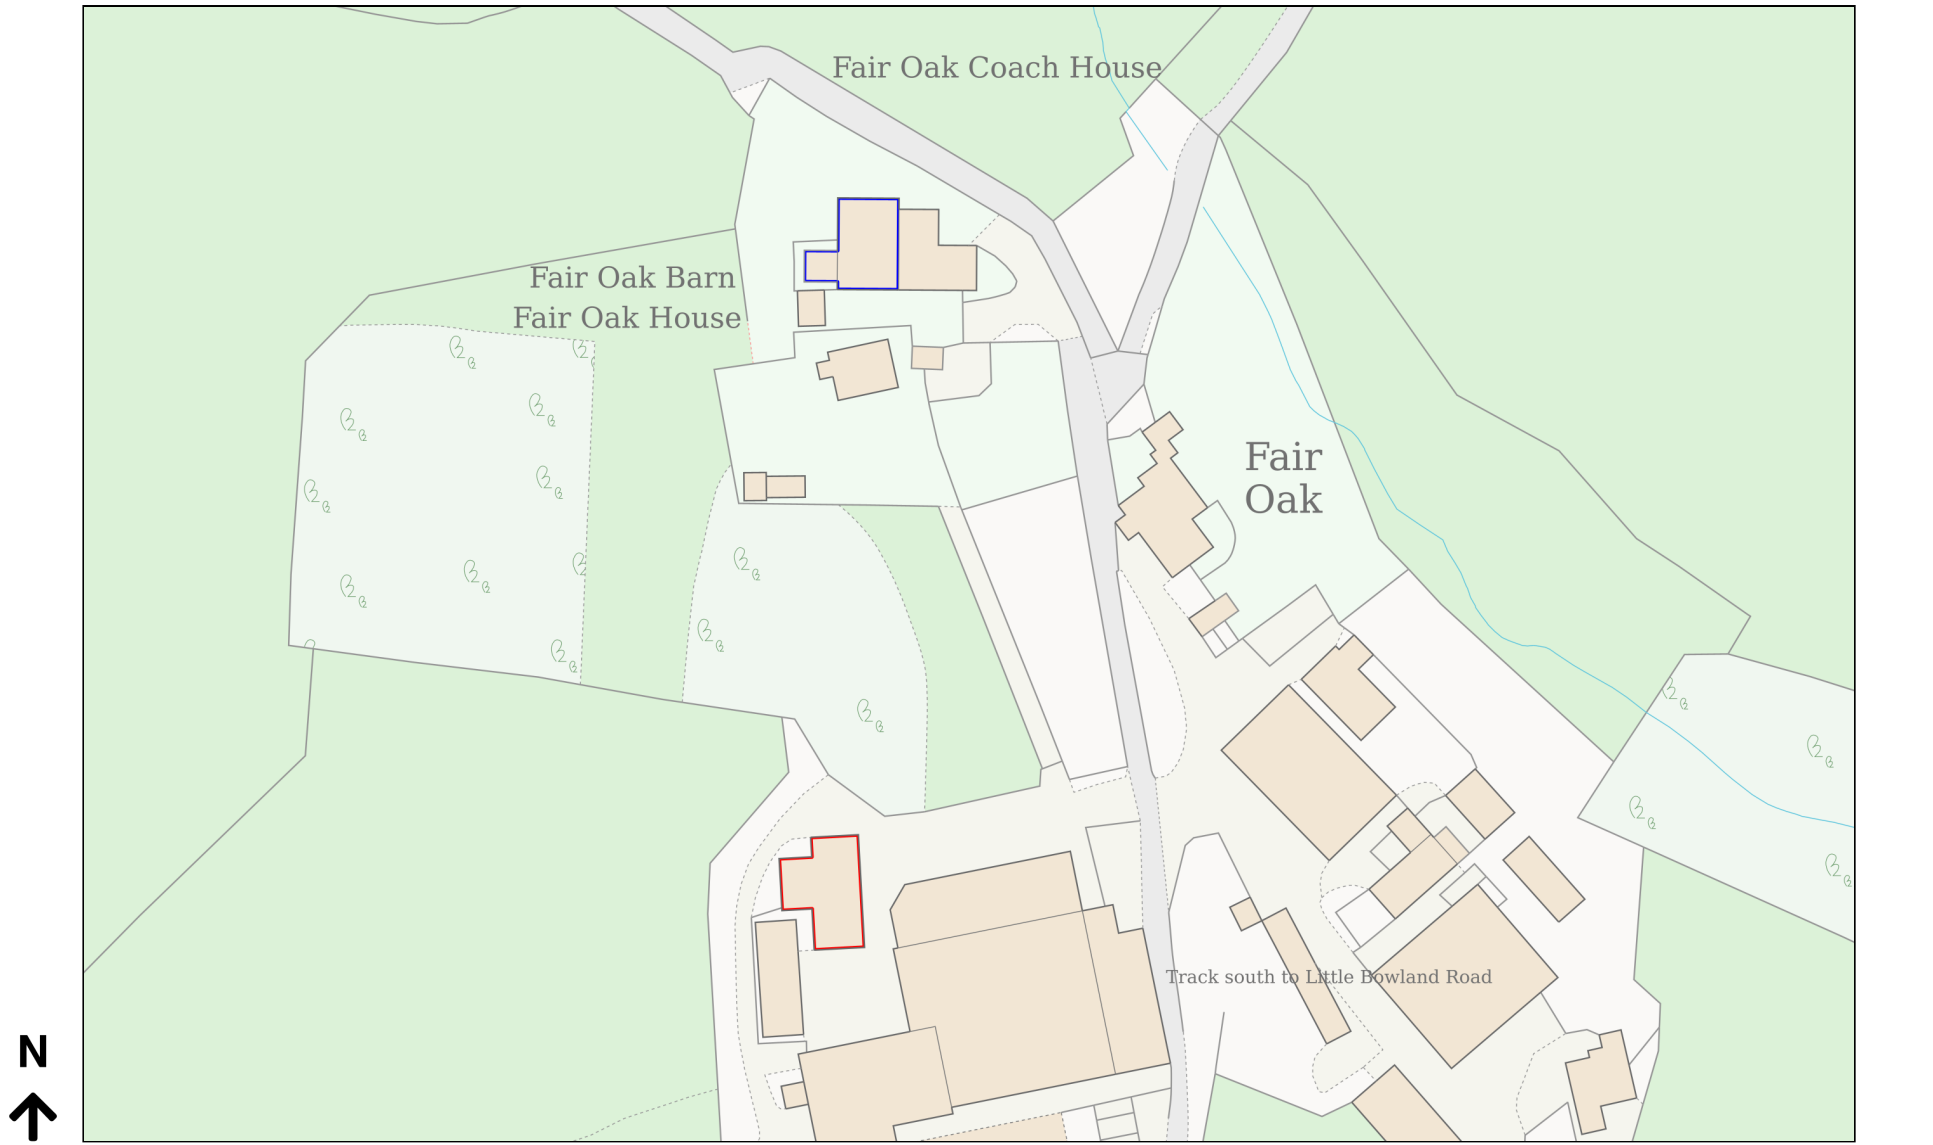 Fair Oak Coach House
Fair Oak Barn
Fair Oak House
Fair
Oak
Track south to Little Bowland Road
N